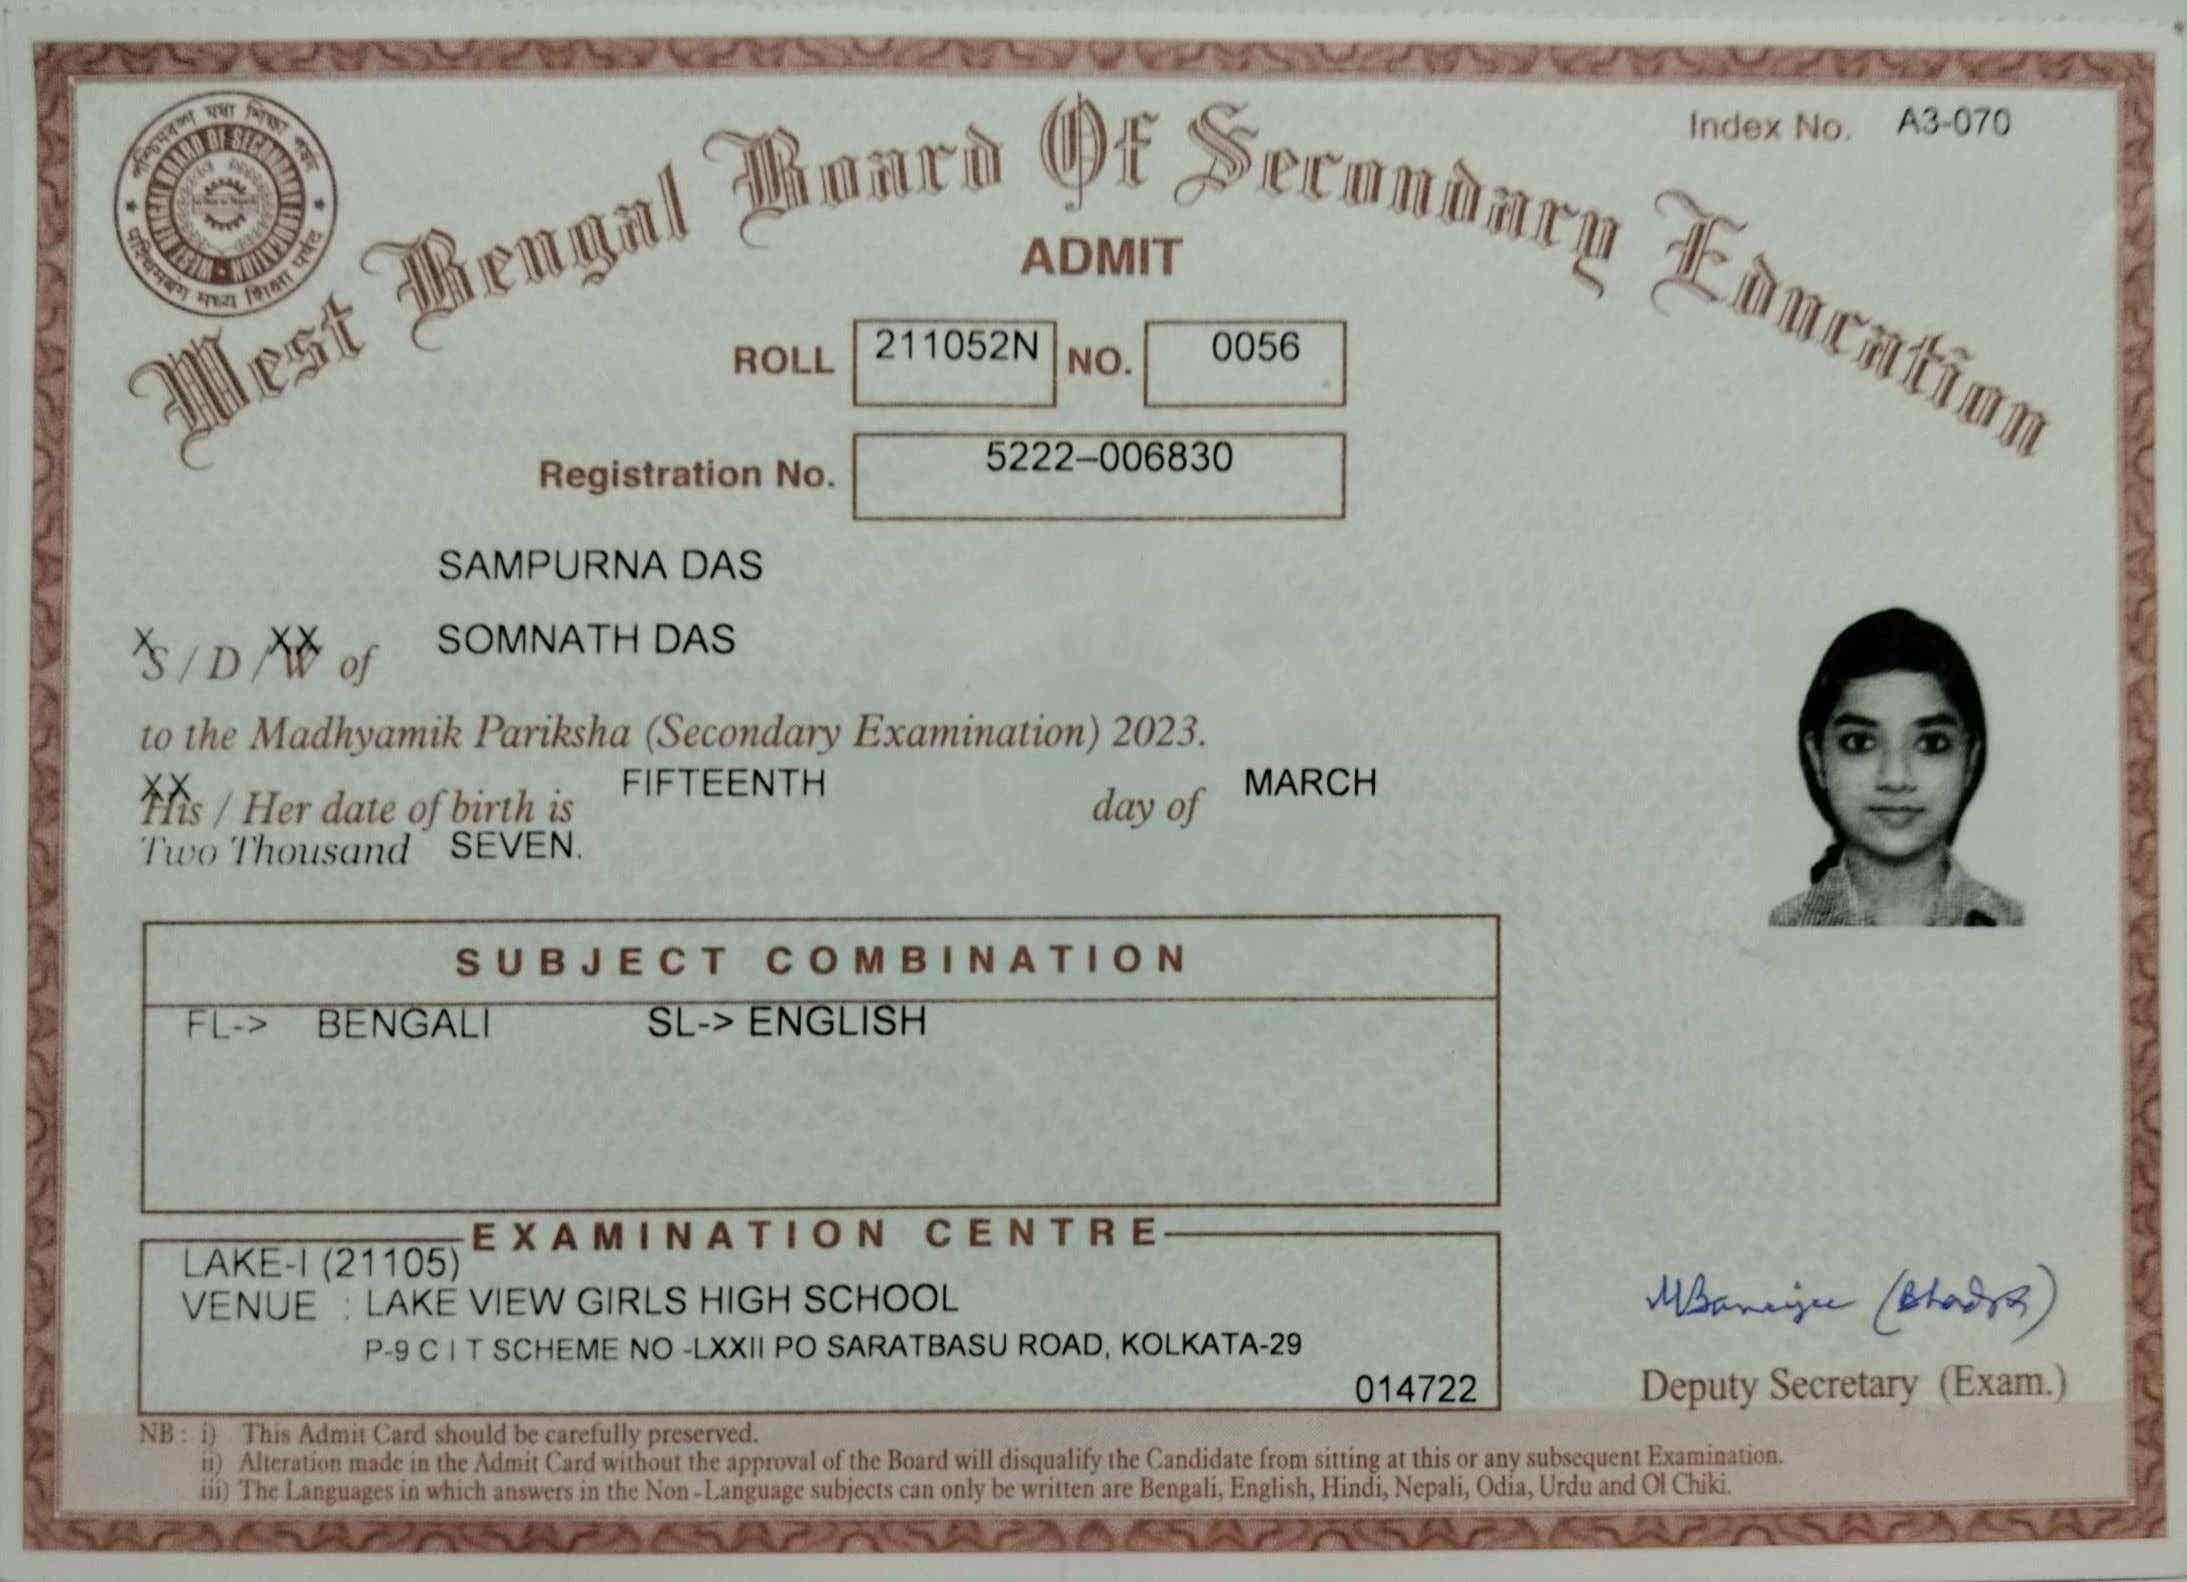 Index No. A3-070
West Bengal Board Of Secondary Education
ADMIT
ROLL 211052N NO. 0056
Registration No. 5222–006830
SAMPURNA DAS
S / D / W of SOMNATH DAS
to the Madhyamik Pariksha (Secondary Examination) 2023.
His / Her date of birth is FIFTEENTH day of MARCH
Two Thousand SEVEN.
SUBJECT COMBINATION
FL-> BENGALI SL-> ENGLISH
EXAMINATION CENTRE
LAKE-I (21105)
VENUE : LAKE VIEW GIRLS HIGH SCHOOL
P-9 C I T SCHEME NO -LXXII PO SARATBASU ROAD, KOLKATA-29
014722
MBanerjee (Bhadra)
Deputy Secretary (Exam.)
NB : i) This Admit Card should be carefully preserved.
ii) Alteration made in the Admit Card without the approval of the Board will disqualify the Candidate from sitting at this or any subsequent Examination.
iii) The Languages in which answers in the Non-Language subjects can only be written are Bengali, English, Hindi, Nepali, Odia, Urdu and Ol Chiki.